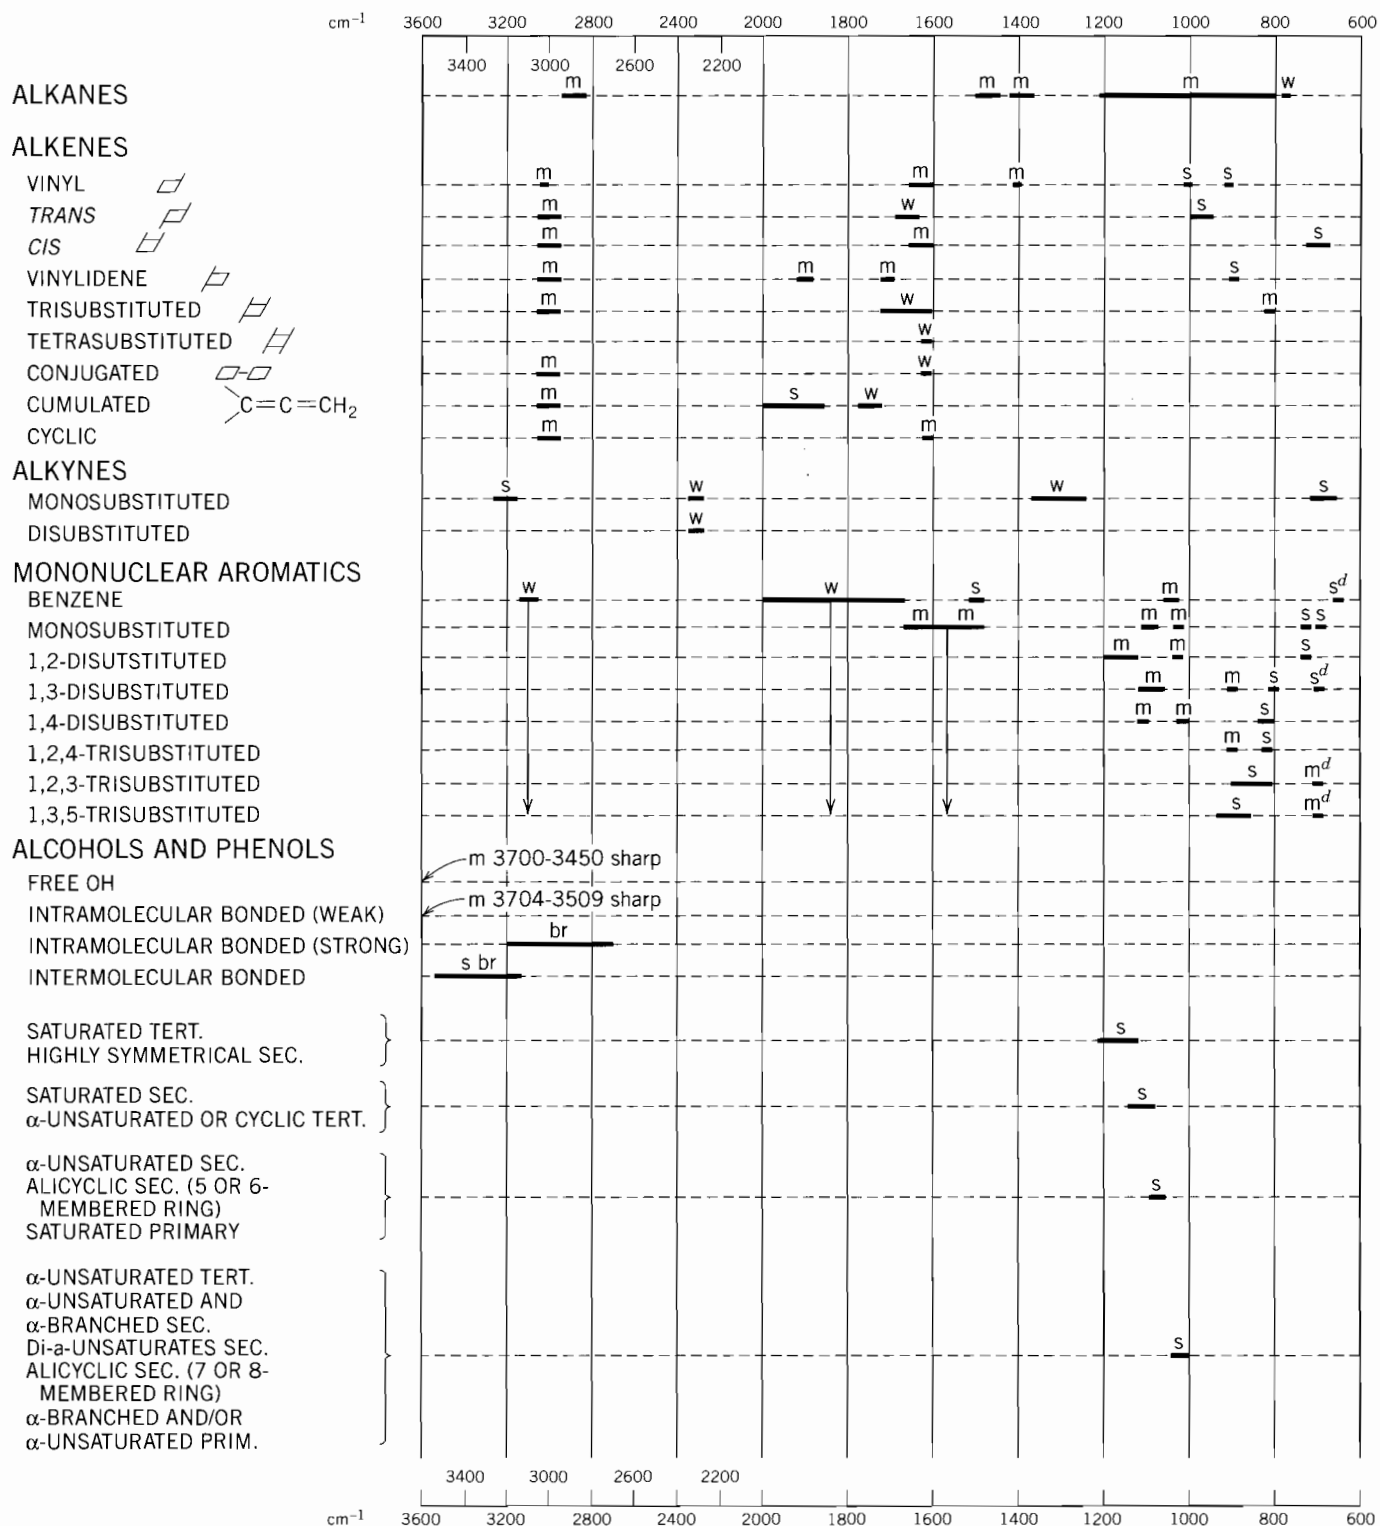 cm⁻¹ 3600 3200 2800 2400 2000 1800 1600 1400 1200 1000 800 600
3400 3000 2600 2200
ALKANES m m m m w
ALKENES
VINYL m m m s s
TRANS m w s
CIS m m s
VINYLIDENE m m m s
TRISUBSTITUTED m w m
TETRASUBSTITUTED w
CONJUGATED m w
CUMULATED C=C=CH₂ m s w
CYCLIC m m
ALKYNES
MONOSUBSTITUTED s w w s
DISUBSTITUTED w
MONONUCLEAR AROMATICS
BENZENE w w s m sᵈ
MONOSUBSTITUTED m m m m s s
1,2-DISUTSTITUTED m m s
1,3-DISUBSTITUTED m m s sᵈ
1,4-DISUBSTITUTED m m s
1,2,4-TRISUBSTITUTED m s
1,2,3-TRISUBSTITUTED s mᵈ
1,3,5-TRISUBSTITUTED s mᵈ
ALCOHOLS AND PHENOLS
m 3700-3450 sharp
FREE OH
m 3704-3509 sharp
INTRAMOLECULAR BONDED (WEAK)
INTRAMOLECULAR BONDED (STRONG) br
INTERMOLECULAR BONDED s br
SATURATED TERT. s
HIGHLY SYMMETRICAL SEC.
SATURATED SEC. s
α-UNSATURATED OR CYCLIC TERT.
α-UNSATURATED SEC.
ALICYCLIC SEC. (5 OR 6- s
MEMBERED RING)
SATURATED PRIMARY
α-UNSATURATED TERT.
α-UNSATURATED AND
α-BRANCHED SEC.
Di-a-UNSATURATES SEC. s
ALICYCLIC SEC. (7 OR 8-
MEMBERED RING)
α-BRANCHED AND/OR
α-UNSATURATED PRIM.
3400 3000 2600 2200
cm⁻¹ 3600 3200 2800 2400 2000 1800 1600 1400 1200 1000 800 600